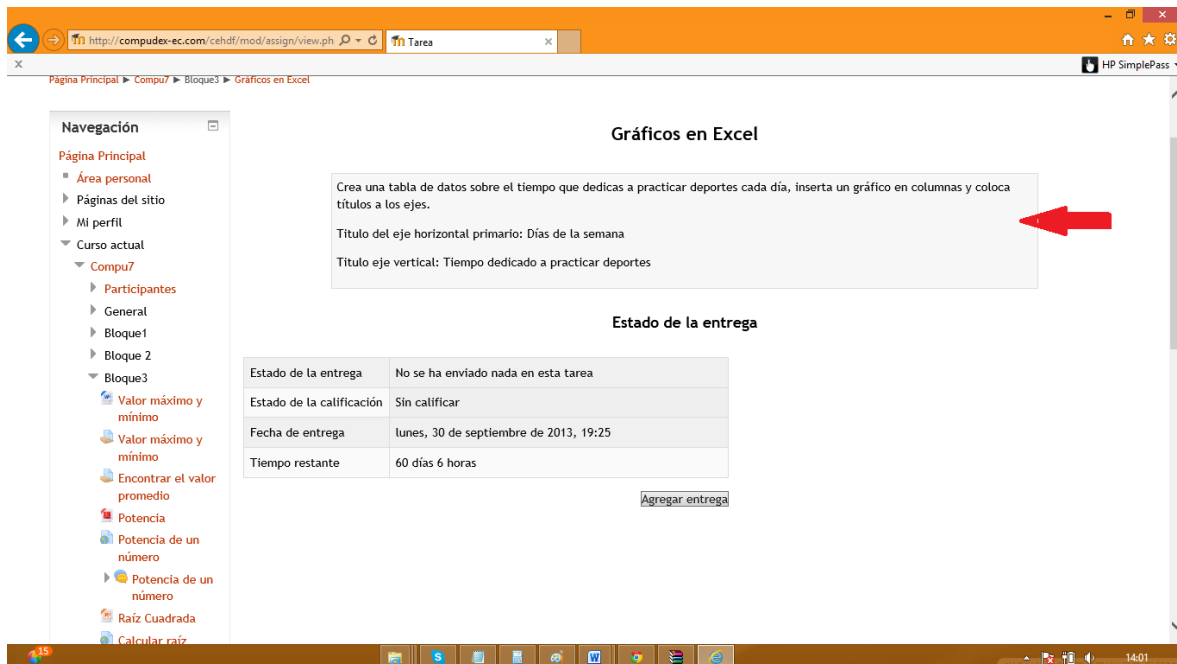 http://compudex-ec.com/cehdf/mod/assign/view.ph
Tarea
HP SimplePass
Página Principal ► Compu7 ► Bloque3 ► Gráficos en Excel
Navegación
Página Principal
Área personal
Páginas del sitio
Mi perfil
Curso actual
Compu7
Participantes
General
Bloque1
Bloque 2
Bloque3
Valor máximo y
mínimo
Valor máximo y
mínimo
Encontrar el valor
promedio
Potencia
Potencia de un
número
Potencia de un
número
Raíz Cuadrada
Calcular raíz
Gráficos en Excel
Crea una tabla de datos sobre el tiempo que dedicas a practicar deportes cada día, inserta un gráfico en columnas y coloca
títulos a los ejes.
Titulo del eje horizontal primario: Días de la semana
Titulo eje vertical: Tiempo dedicado a practicar deportes
Estado de la entrega
Estado de la entrega No se ha enviado nada en esta tarea
Estado de la calificación Sin calificar
Fecha de entrega lunes, 30 de septiembre de 2013, 19:25
Tiempo restante 60 días 6 horas
Agregar entrega
15
14:01